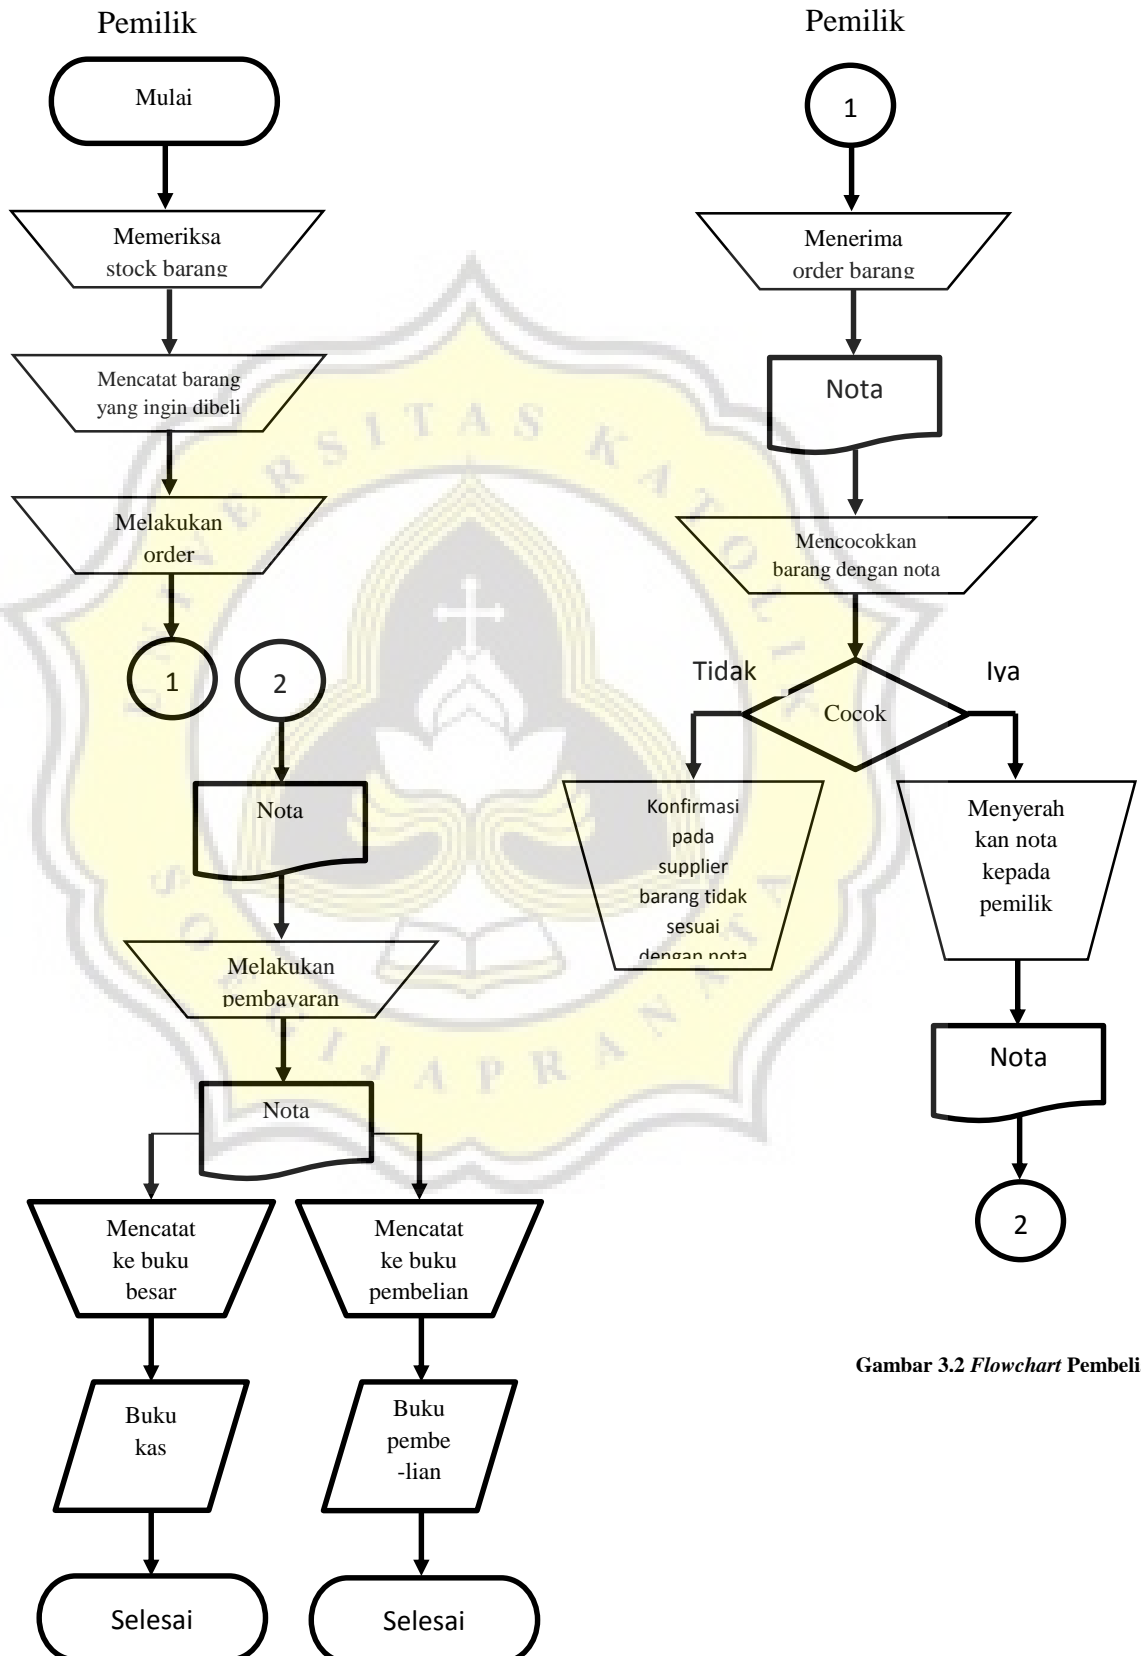 Pemilik
Mulai
Memeriksa
stock barang
Mencatat barang
yang ingin dibeli
Melakukan
order
1
2
Nota
Melakukan
pembayaran
Nota
Mencatat
ke buku
besar
Mencatat
ke buku
pembelian
Buku
kas
Buku
pembe
-lian
Selesai
Selesai
Pemilik
1
Menerima
order barang
Nota
Mencocokkan
barang dengan nota
Tidak
Iya
Cocok
Konfirmasi
pada
supplier
barang tidak
sesuai
dengan nota
Menyerah
kan nota
kepada
pemilik
Nota
2
Gambar 3.2 Flowchart Pembeli
UNIVERSITAS KATOLIK
SOEGIJAPRANATA